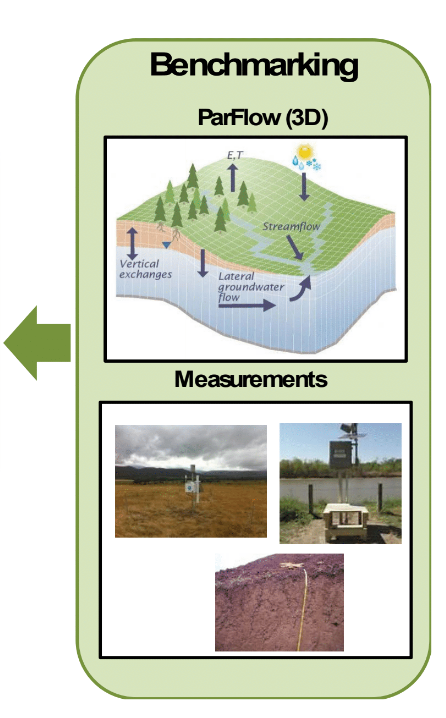 Benchmarking
ParFlow (3D)
E,T
Streamflow
Vertical
exchanges
Lateral
groundwater
flow
Measurements